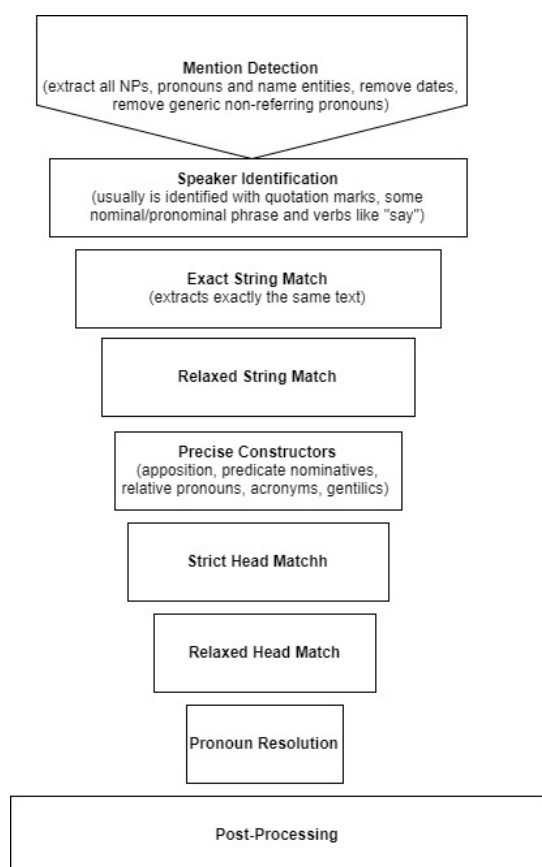 Mention Detection
(extract all NPs, pronouns and name entities, remove dates,
remove generic non-referring pronouns)
Speaker Identification
(usually is identified with quotation marks, some
nominal/pronominal phrase and verbs like "say")
Exact String Match
(extracts exactly the same text)
Relaxed String Match
Precise Constructors
(apposition, predicate nominatives,
relative pronouns, acronyms, gentilics)
Strict Head Matchh
Relaxed Head Match
Pronoun Resolution
Post-Processing